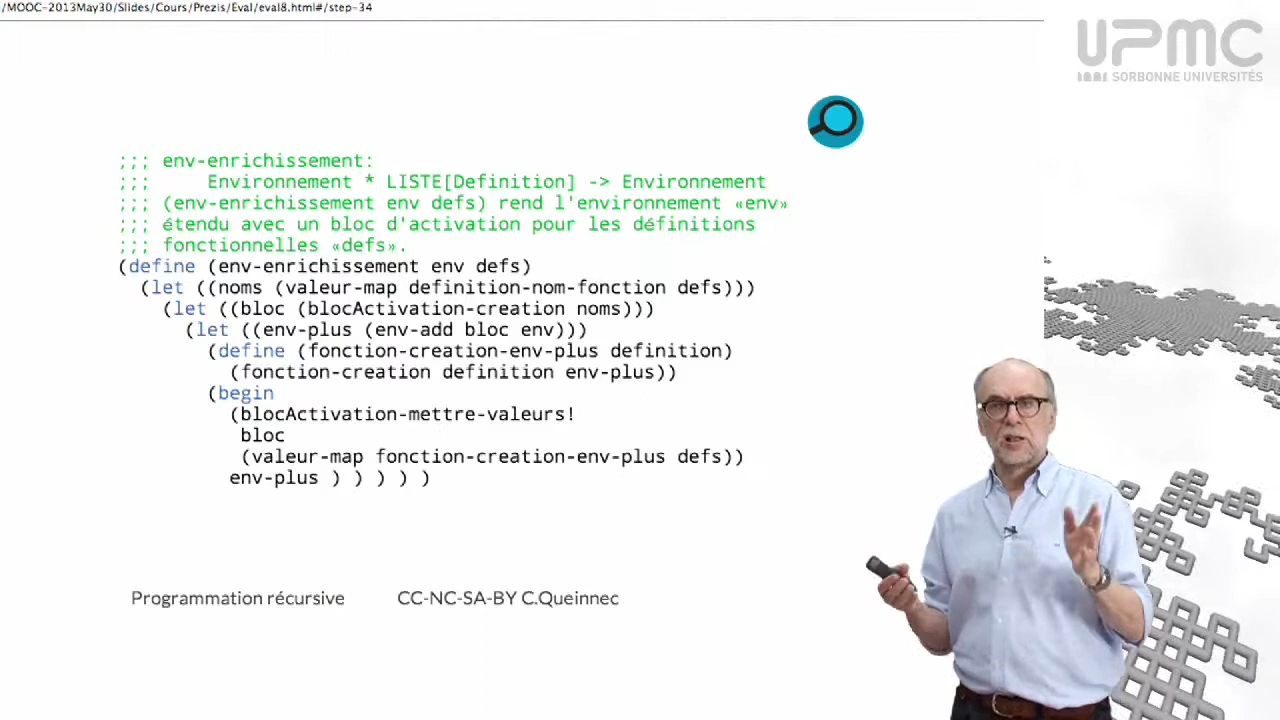 /MOOC-2013May30/Slides/Cours/Prezis/Eval/eval8.html#/step-34
UPMC
SORBONNE UNIVERSITÉS
;;; env-enrichissement:
;;;     Environnement * LISTE[Definition] -> Environnement
;;; (env-enrichissement env defs) rend l'environnement «env»
;;; étendu avec un bloc d'activation pour les définitions
;;; fonctionnelles «defs».
(define (env-enrichissement env defs)
  (let ((noms (valeur-map definition-nom-fonction defs)))
    (let ((bloc (blocActivation-creation noms)))
      (let ((env-plus (env-add bloc env)))
        (define (fonction-creation-env-plus definition)
          (fonction-creation definition env-plus))
        (begin
          (blocActivation-mettre-valeurs!
           bloc
           (valeur-map fonction-creation-env-plus defs))
          env-plus ) ) ) ) )
Programmation récursive CC-NC-SA-BY C.Queinnec